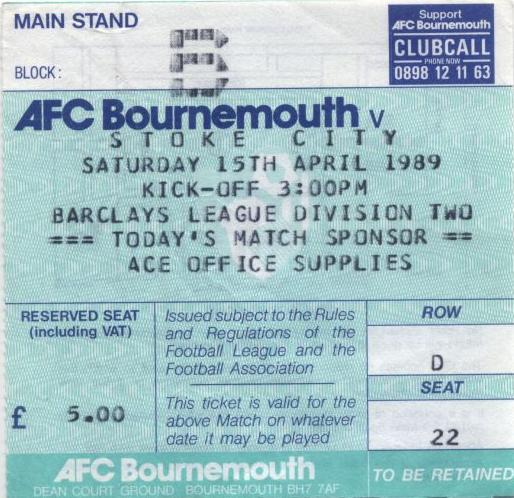 MAIN STAND
BLOCK:
Support
AFC Bournemouth
CLUBCALL
PHONE NOW
0898 12 11 63
AFC Bournemouth v
STOKE CITY
SATURDAY 15TH APRIL 1989
KICK-OFF 3:00PM
BARCLAYS LEAGUE DIVISION TWO
=== TODAY'S MATCH SPONSOR ==
ACE OFFICE SUPPLIES
RESERVED SEAT
(including VAT)
£ 5.00
Issued subject to the Rules
and Regulations of the
Football League and the
Football Association
This ticket is valid for the
above Match on whatever
date it may be played
ROW
D
SEAT
22
AFC Bournemouth
DEAN COURT GROUND BOURNEMOUTH BH7 7AF
TO BE RETAINED